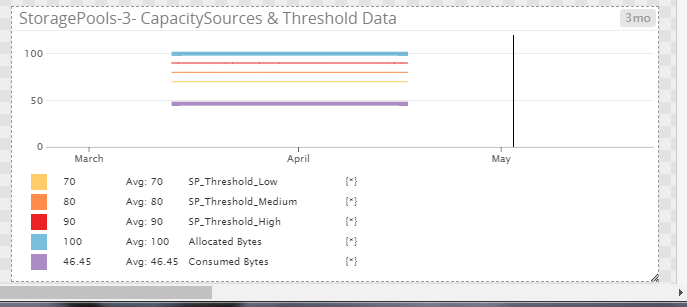 StoragePools-3- CapacitySources & Threshold Data 3mo
100
50
0
March April May
70 Avg: 70 SP_Threshold_Low {*}
80 Avg: 80 SP_Threshold_Medium {*}
90 Avg: 90 SP_Threshold_High {*}
100 Avg: 100 Allocated Bytes {*}
46.45 Avg: 46.45 Consumed Bytes {*}